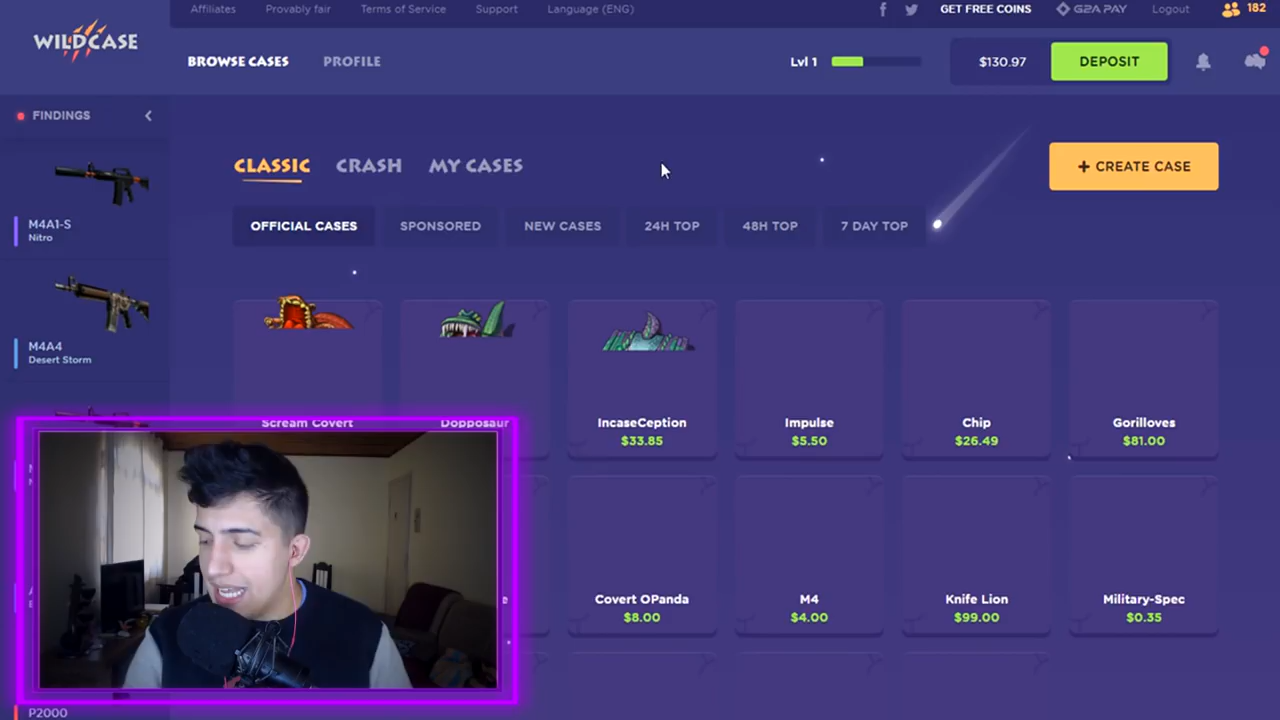 Affiliates Provably fair Terms of Service Support Language (ENG) GET FREE COINS G2A PAY Logout 182
WILDCASE
BROWSE CASES PROFILE Lvl 1 $130.97 DEPOSIT
FINDINGS
CLASSIC CRASH MY CASES + CREATE CASE
M4A1-S
Nitro
OFFICIAL CASES SPONSORED NEW CASES 24H TOP 48H TOP 7 DAY TOP
M4A4
Desert Storm
Scream Covert Dopposaur IncaseCeption Impulse Chip Gorilloves
$33.85 $5.50 $26.49 $81.00
Covert OPanda M4 Knife Lion Military-Spec
$8.00 $4.00 $99.00 $0.35
P2000